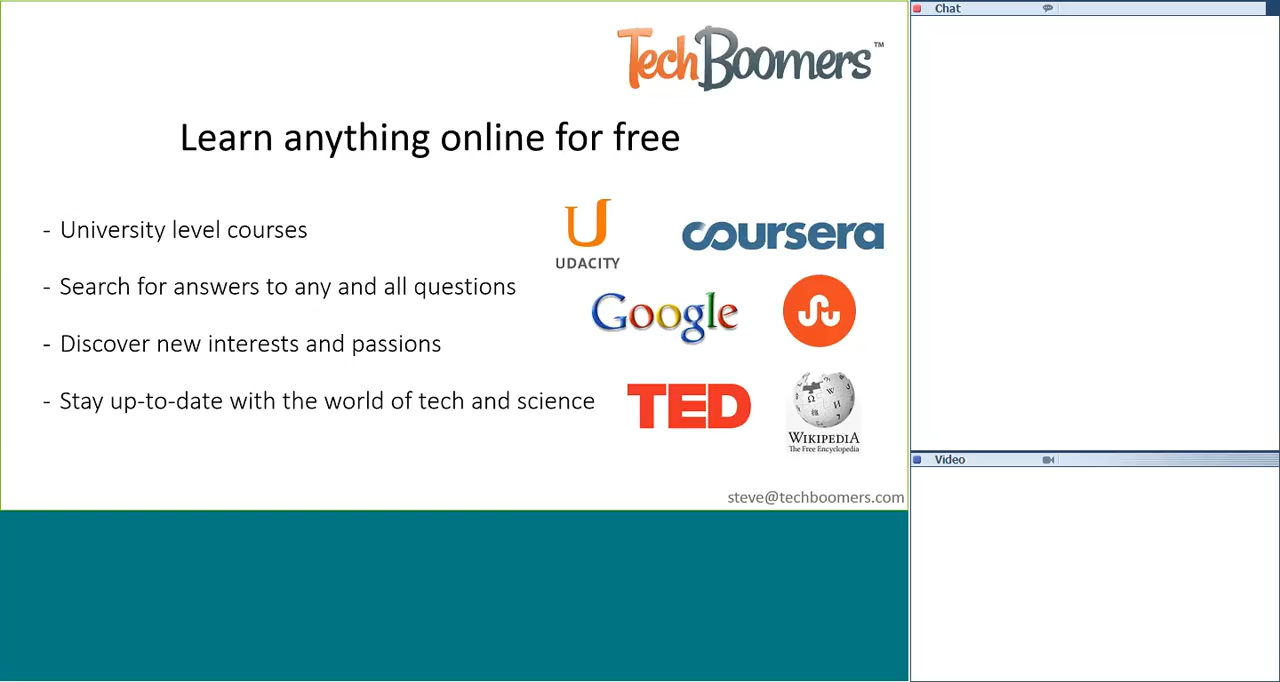 TechBoomers™
Learn anything online for free
- University level courses
- Search for answers to any and all questions
- Discover new interests and passions
- Stay up-to-date with the world of tech and science
UDACITY
coursera
Google
TED
WIKIPEDIA
The Free Encyclopedia
steve@techboomers.com
Chat
Video